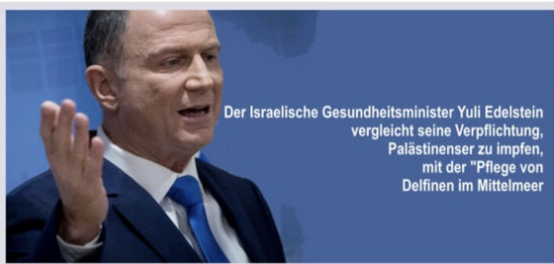 Der Israelische Gesundheitsminister Yuli Edelstein
vergleicht seine Verpflichtung,
Palästinenser zu impfen,
mit der "Pflege von
Delfinen im Mittelmeer